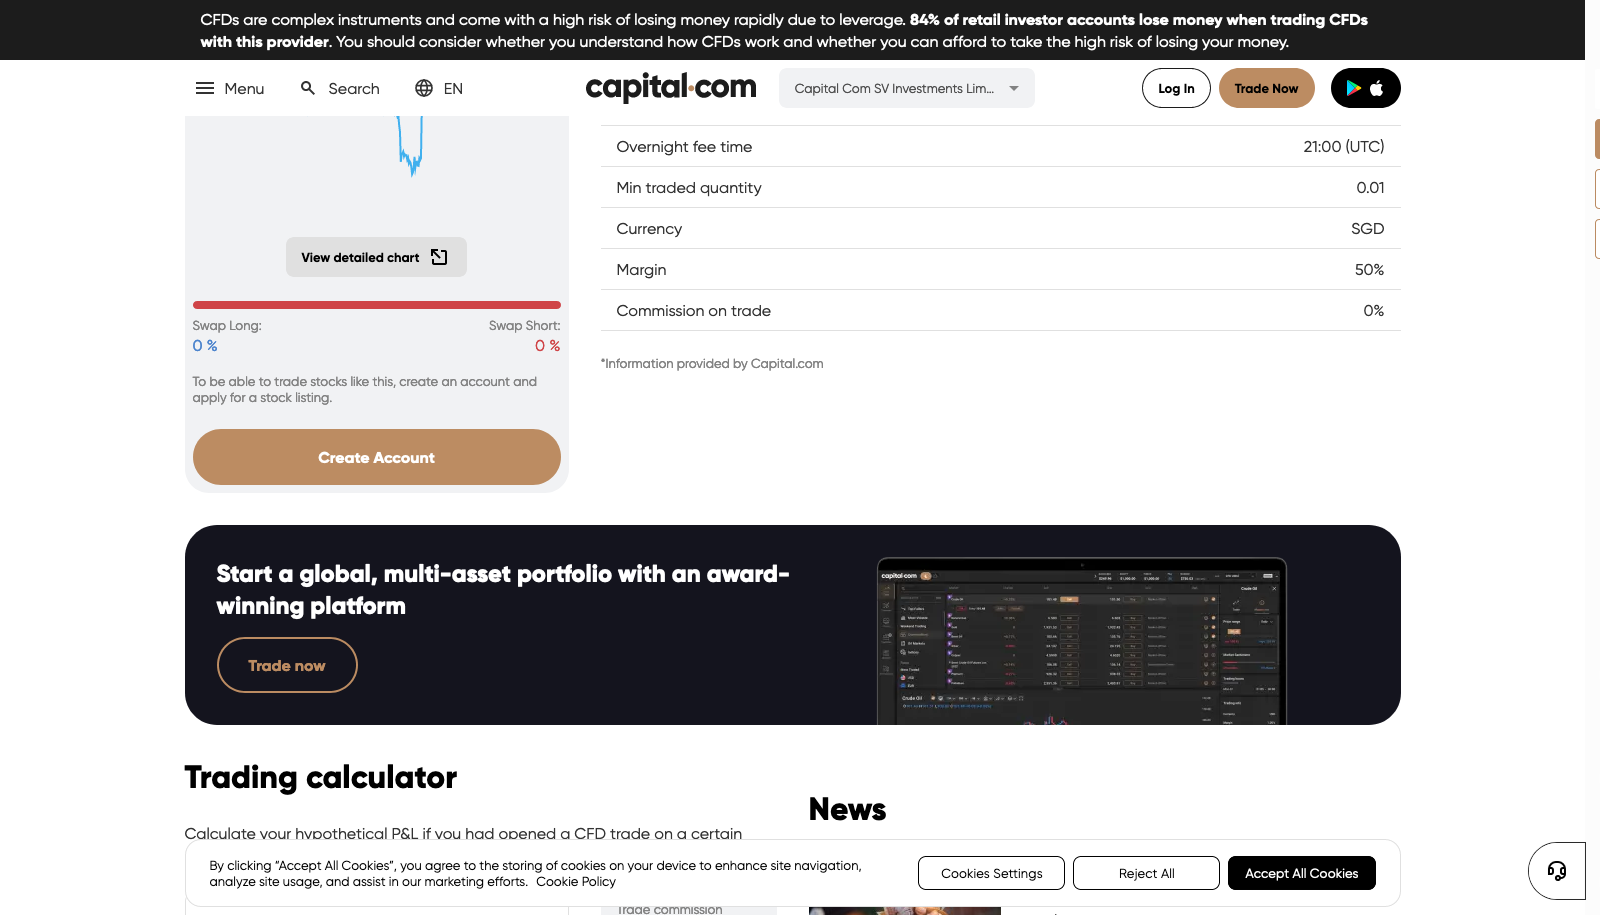 CFDs are complex instruments and come with a high risk of losing money rapidly due to leverage. 84% of retail investor accounts lose money when trading CFDs
with this provider. You should consider whether you understand how CFDs work and whether you can afford to take the high risk of losing your money.
Menu
Search
EN
capital.com
Capital Com SV Investments Lim...
Log In
Trade Now
Overnight fee time 21:00 (UTC)
Min traded quantity 0.01
Currency SGD
Margin 50%
Commission on trade 0%
*Information provided by Capital.com
View detailed chart
Swap Long: Swap Short:
0 % 0 %
To be able to trade stocks like this, create an account and
apply for a stock listing.
Create Account
Start a global, multi-asset portfolio with an award-
winning platform
Trade now
capital.com
Crude Oil
Trading calculator
News
Calculate your hypothetical P&L if you had opened a CFD trade on a certain
By clicking “Accept All Cookies”, you agree to the storing of cookies on your device to enhance site navigation,
analyze site usage, and assist in our marketing efforts. Cookie Policy
Cookies Settings
Reject All
Accept All Cookies
Trade commission